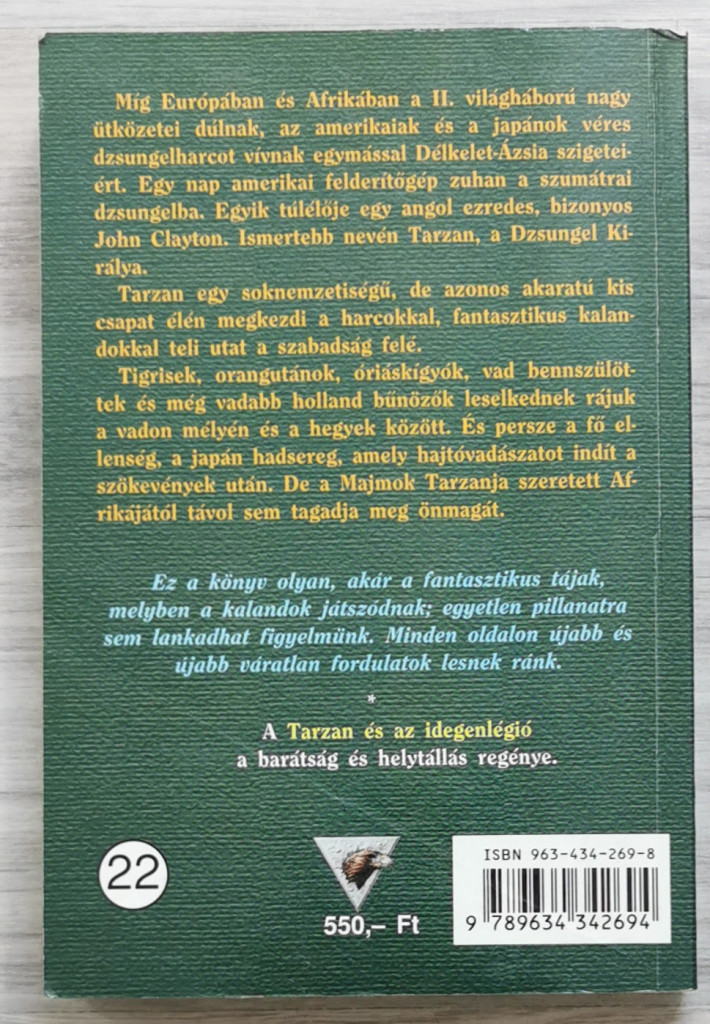 Míg Európában és Afrikában a II. világháború nagy
ütközetei dúlnak, az amerikaiak és a japánok véres
dzsungelharcot vívnak egymással Délkelet-Ázsia szigetei-
ért. Egy nap amerikai felderítőgép zuhan a szumátrai
dzsungelba. Egyik túlélője egy angol ezredes, bizonyos
John Clayton. Ismertebb nevén Tarzan, a Dzsungel Ki-
rálya.
Tarzan egy soknemzetiségű, de azonos akaratú kis
csapat élén megkezdi a harcokkal, fantasztikus kalan-
dokkal teli utat a szabadság felé.
Tigrisek, orangutánok, óriáskígyók, vad bennszülöt-
tek és még vadabb holland bűnözők leselkednek rájuk
a vadon mélyén és a hegyek között. És persze a fő el-
lenség, a japán hadsereg, amely hajtóvadászatot indít a
szökevények után. De a Majmok Tarzanja szeretett Af-
rikájától távol sem tagadja meg önmagát.
Ez a könyv olyan, akár a fantasztikus tájak,
melyben a kalandok játszódnak; egyetlen pillanatra
sem lankadhat figyelmünk. Minden oldalon újabb és
újabb váratlan fordulatok lesnek ránk.
*
A Tarzan és az idegenlégió
a barátság és helytállás regénye.
22
550,– Ft
ISBN 963-434-269-8
9 789634 342694